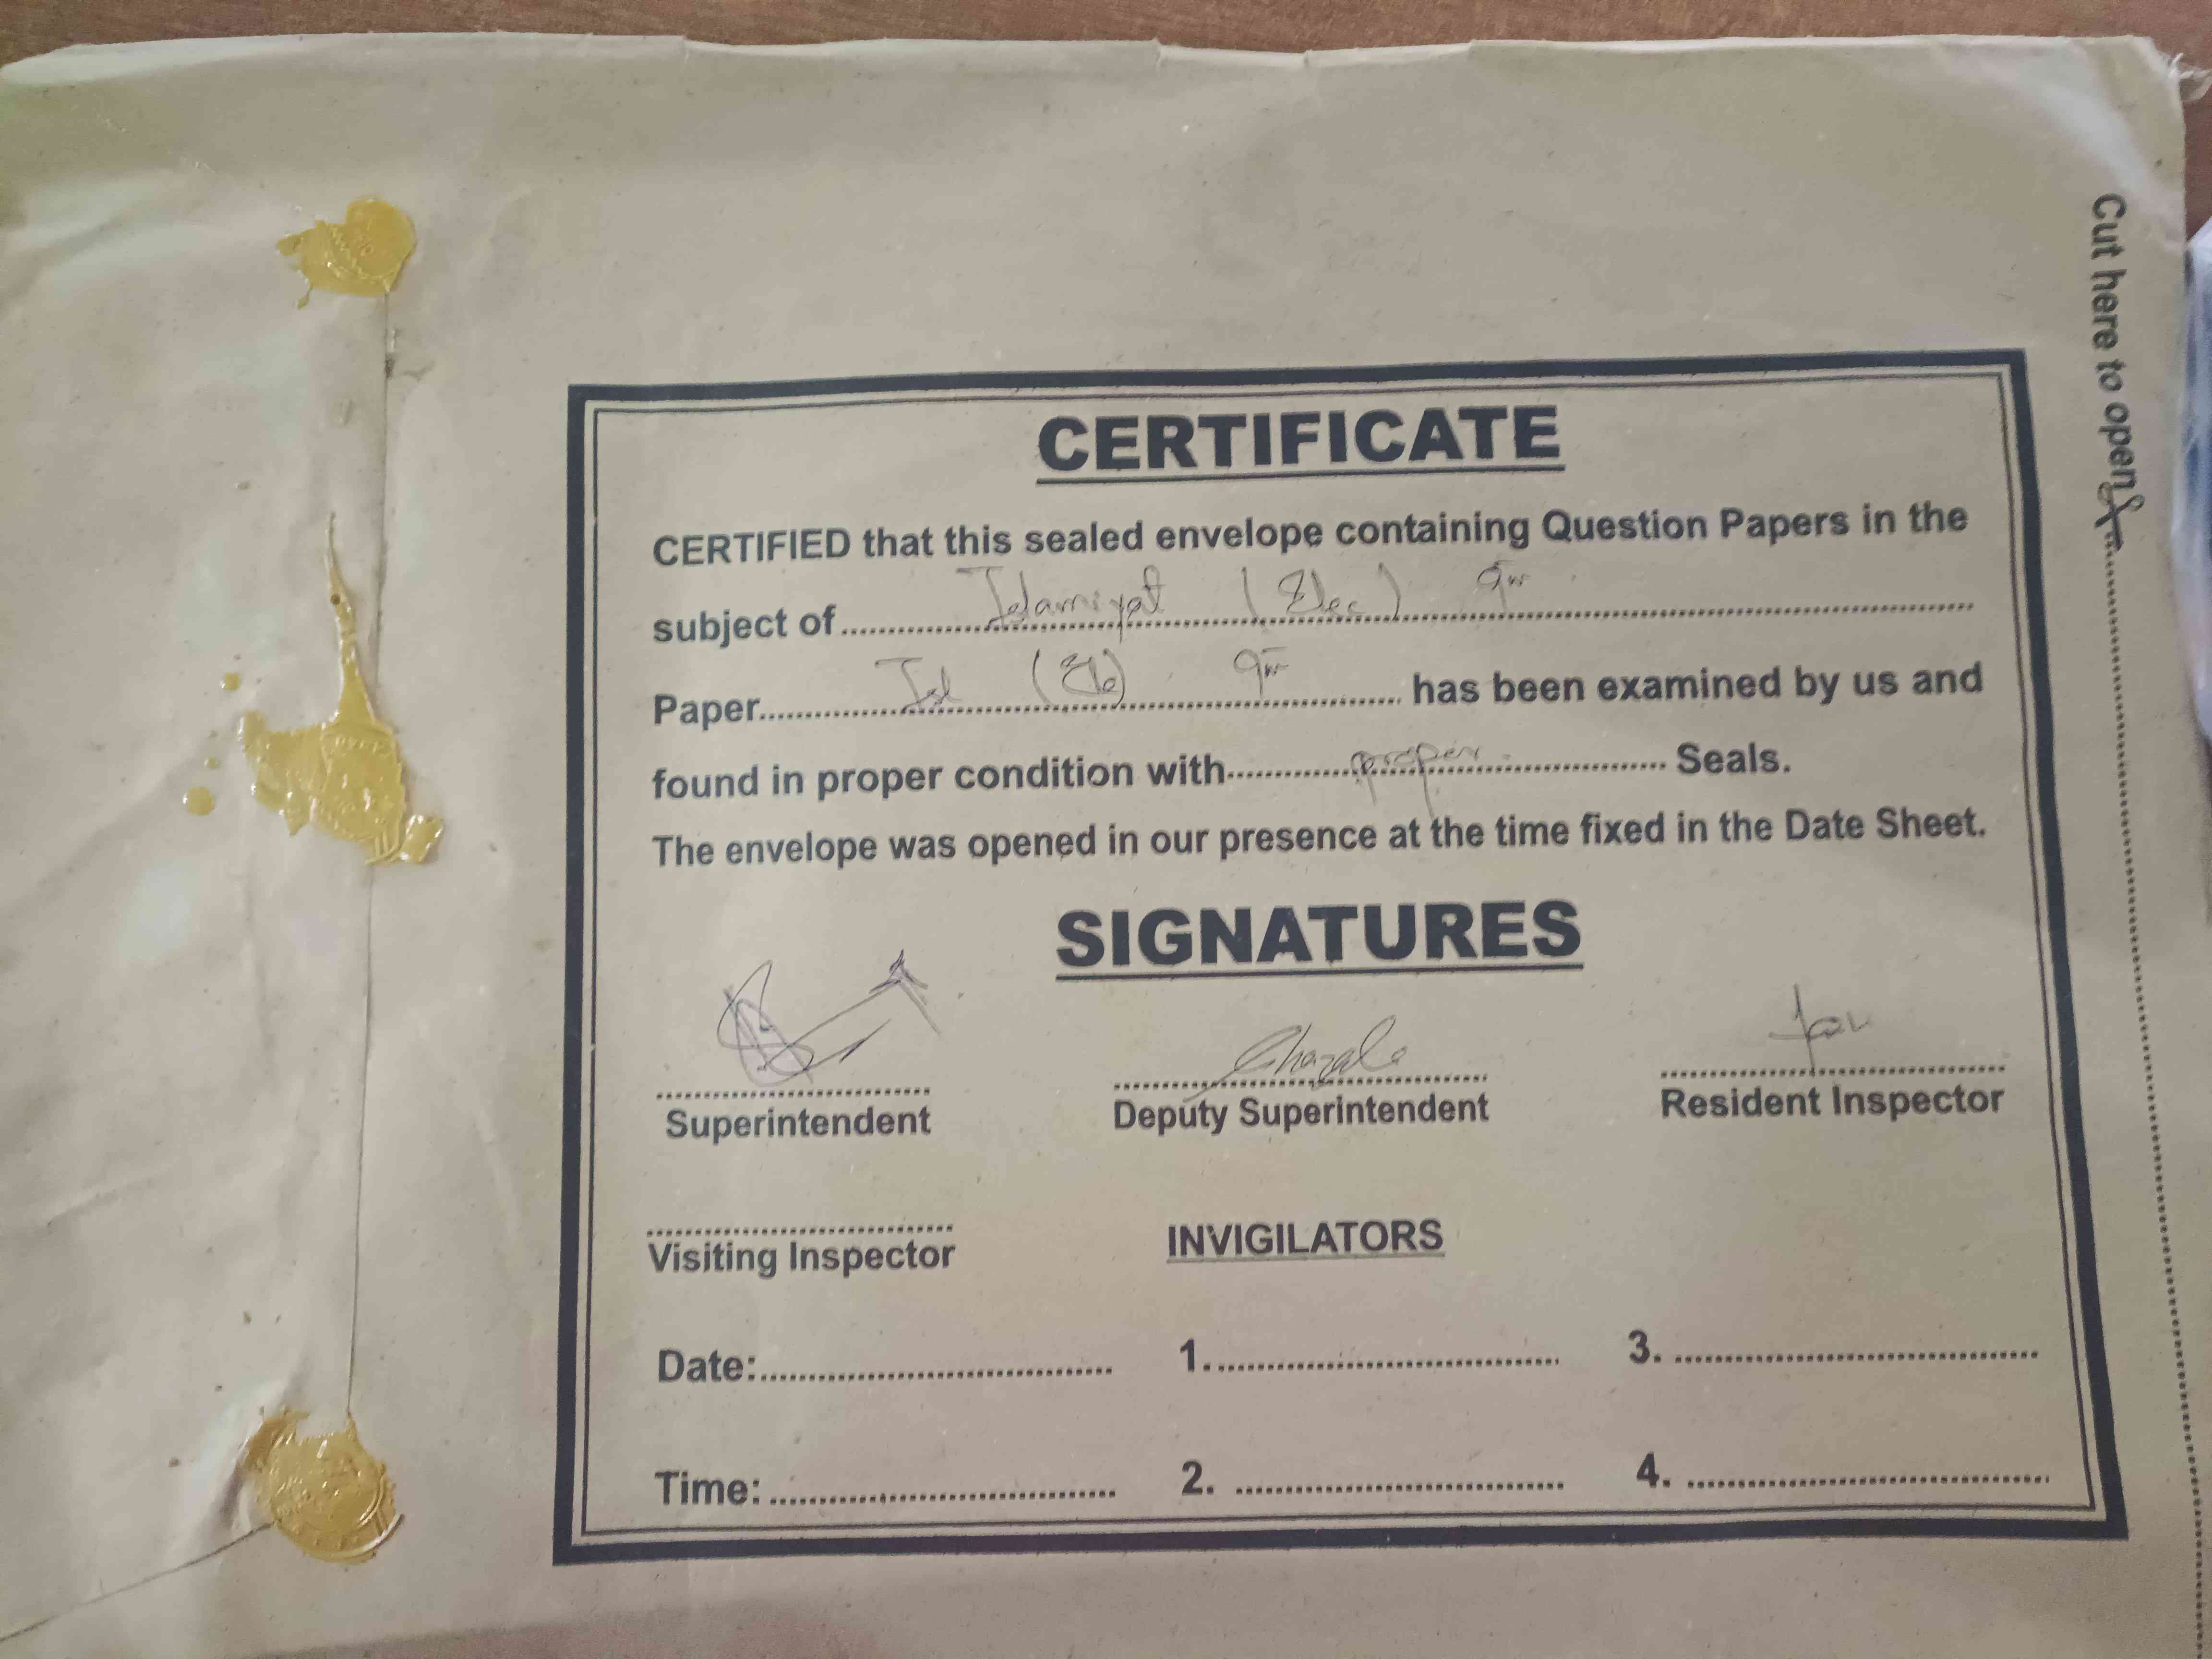 Cut here to open
CERTIFICATE
CERTIFIED that this sealed envelope containing Question Papers in the
subject of Islamiyat (Elec) 9th
Paper Isl (Ele) 9th has been examined by us and
found in proper condition with proper Seals.
The envelope was opened in our presence at the time fixed in the Date Sheet.
SIGNATURES
Superintendent Deputy Superintendent Resident Inspector
Visiting Inspector INVIGILATORS
Date: 1. 3.
Time: 2. 4.